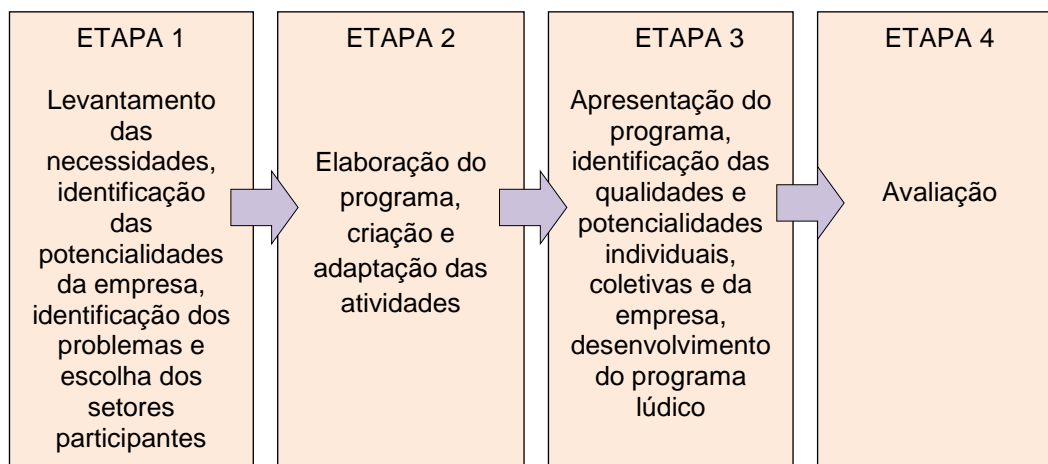 ETAPA 1
Levantamento
das
necessidades,
identificação
das
potencialidades
da empresa,
identificação dos
problemas e
escolha dos
setores
participantes
ETAPA 2
Elaboração do
programa,
criação e
adaptação das
atividades
ETAPA 3
Apresentação do
programa,
identificação das
qualidades e
potencialidades
individuais,
coletivas e da
empresa,
desenvolvimento
do programa
lúdico
ETAPA 4
Avaliação